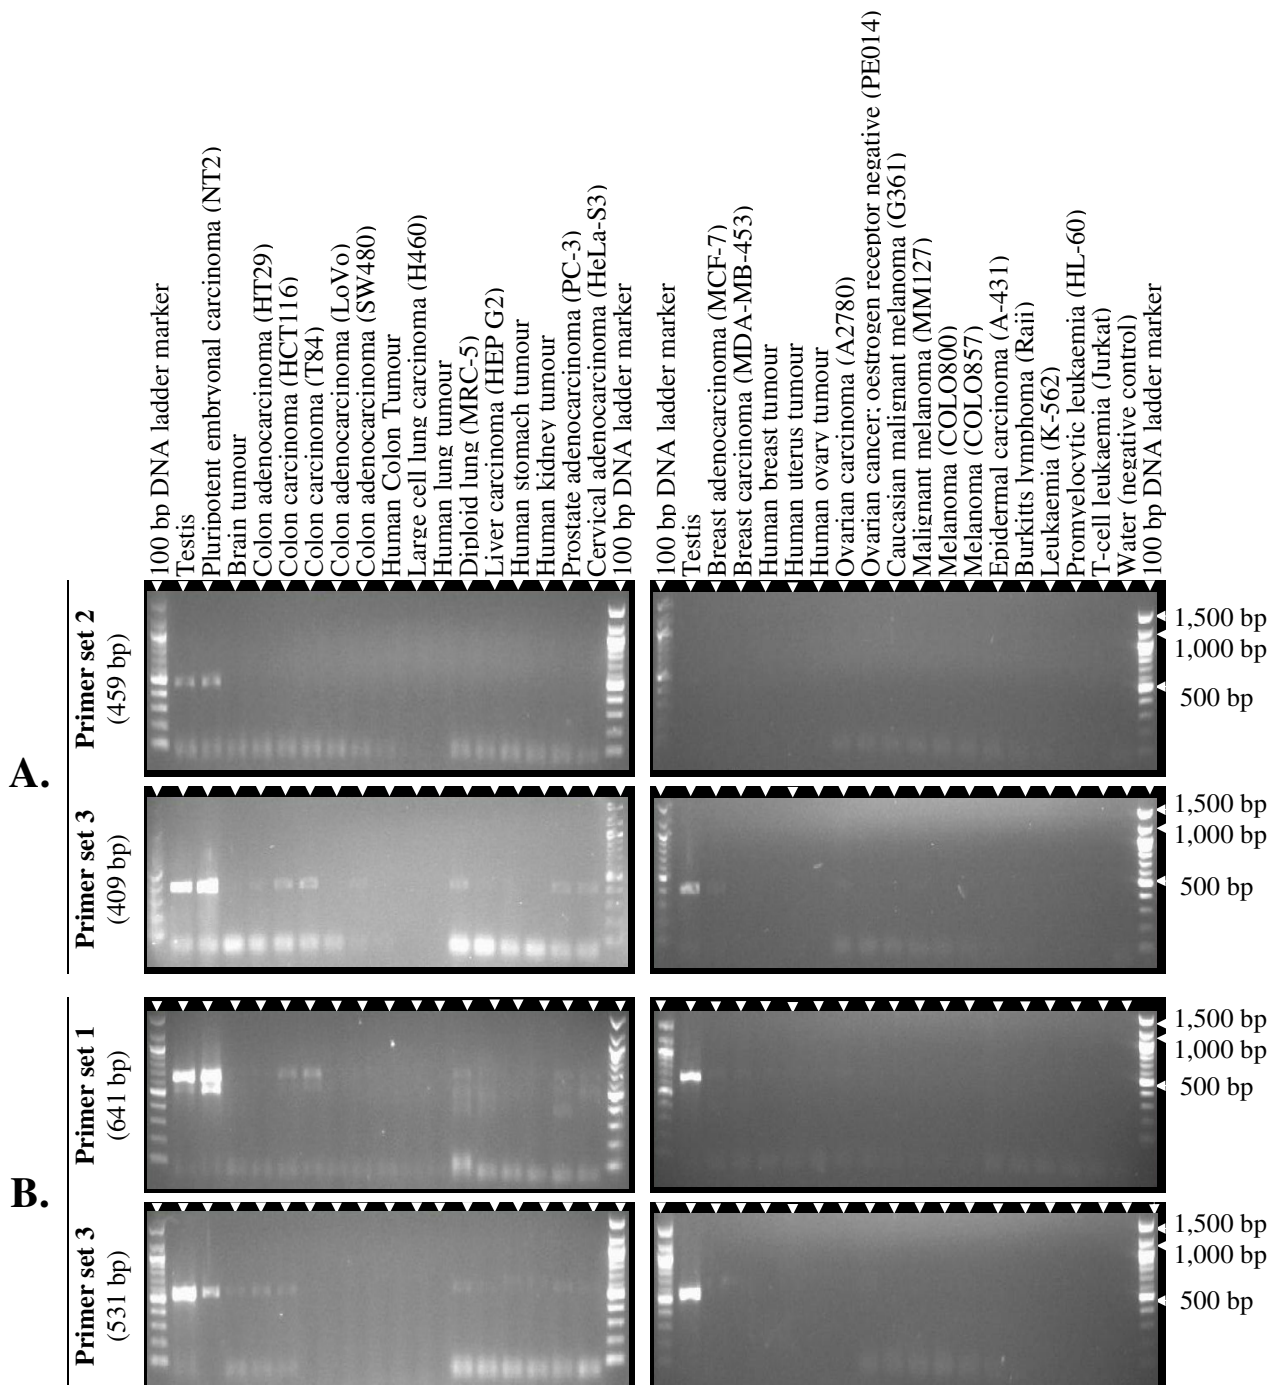 100 bp DNA ladder marker
Testis
Pluripotent embryonal carcinoma (NT2)
Brain tumour
Colon adenocarcinoma (HT29)
Colon carcinoma (HCT116)
Colon carcinoma (T84)
Colon adenocarcinoma (LoVo)
Colon adenocarcinoma (SW480)
Human Colon Tumour
Large cell lung carcinoma (H460)
Human lung tumour
Diploid lung (MRC-5)
Liver carcinoma (HEP G2)
Human stomach tumour
Human kidney tumour
Prostate adenocarcinoma (PC-3)
Cervical adenocarcinoma (HeLa-S3)
100 bp DNA ladder marker
100 bp DNA ladder marker
Testis
Breast adenocarcinoma (MCF-7)
Breast carcinoma (MDA-MB-453)
Human breast tumour
Human uterus tumour
Human ovary tumour
Ovarian carcinoma (A2780)
Ovarian cancer; oestrogen receptor negative (PE014)
Caucasian malignant melanoma (G361)
Malignant melanoma (MM127)
Melanoma (COLO800)
Melanoma (COLO857)
Epidermal carcinoma (A-431)
Burkitts lymphoma (Raji)
Leukaemia (K-562)
Promyelocytic leukaemia (HL-60)
T-cell leukaemia (Jurkat)
Water (negative control)
100 bp DNA ladder marker
A.
Primer set 2
(459 bp)
1,500 bp
1,000 bp
500 bp
Primer set 3
(409 bp)
1,500 bp
1,000 bp
500 bp
B.
Primer set 1
(641 bp)
1,500 bp
1,000 bp
500 bp
Primer set 3
(531 bp)
1,500 bp
1,000 bp
500 bp